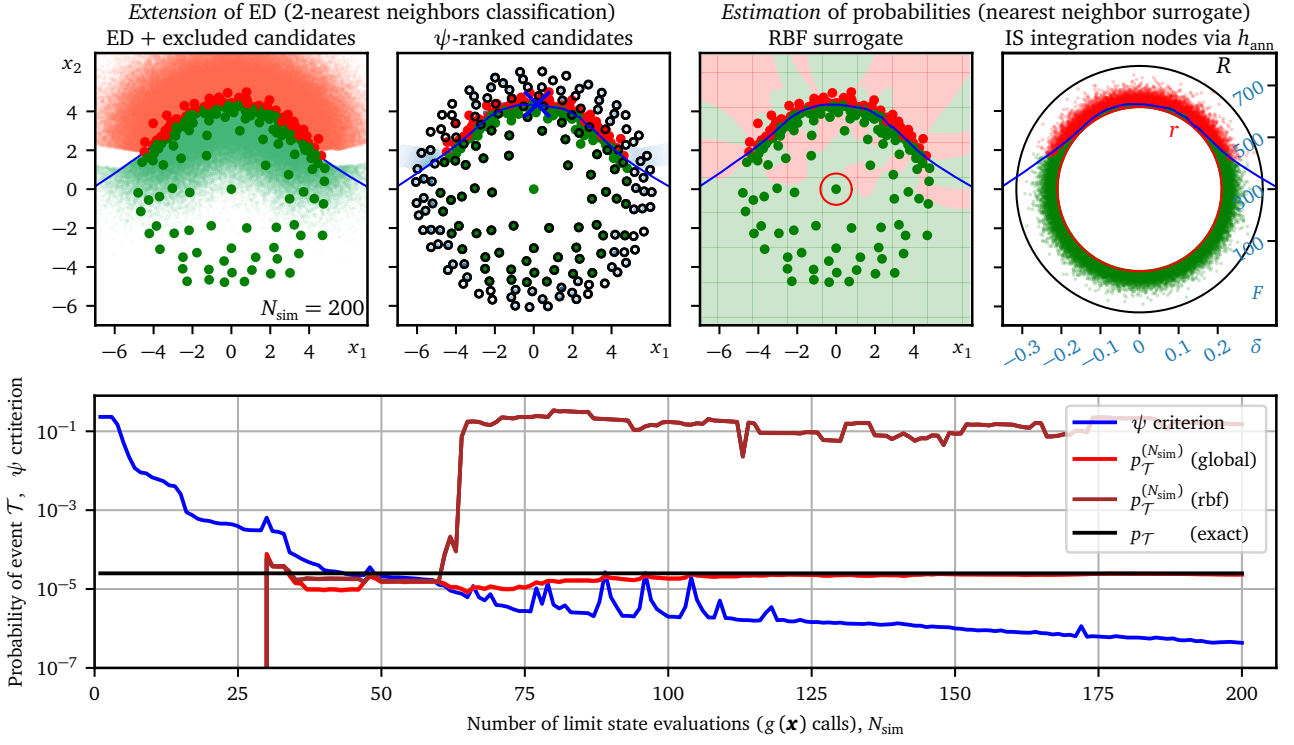 Extension of ED (2-nearest neighbors classification)
Estimation of probabilities (nearest neighbor surrogate)
ED + excluded candidates
ψ-ranked candidates
RBF surrogate
IS integration nodes via h_ann
x_2
4
2
0
−2
−4
−6
N_sim = 200
R
r
700
500
300
100
F
−6 −4 −2 0 2 4 x_1
−6 −4 −2 0 2 4 x_1
−6 −4 −2 0 2 4 x_1
−0.3 −0.2 −0.1 0 0.1 0.2 δ
Probability of event 𝒯, ψ crtiterion
10^−1
10^−3
10^−5
10^−7
ψ criterion
p_𝒯^(N_sim) (global)
p_𝒯^(N_sim) (rbf)
p_𝒯 (exact)
0 25 50 75 100 125 150 175 200
Number of limit state evaluations (g(x) calls), N_sim